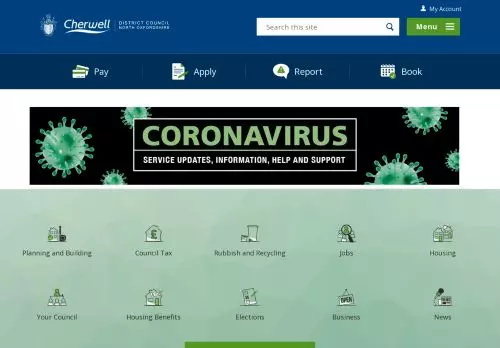 My Account
Cherwell
DISTRICT COUNCIL
NORTH OXFORDSHIRE
Search this site
Menu
Pay
Apply
Report
Book
CORONAVIRUS
SERVICE UPDATES, INFORMATION, HELP AND SUPPORT
Planning and Building
Council Tax
Rubbish and Recycling
Jobs
Housing
Your Council
Housing Benefits
Elections
OPEN
Business
News